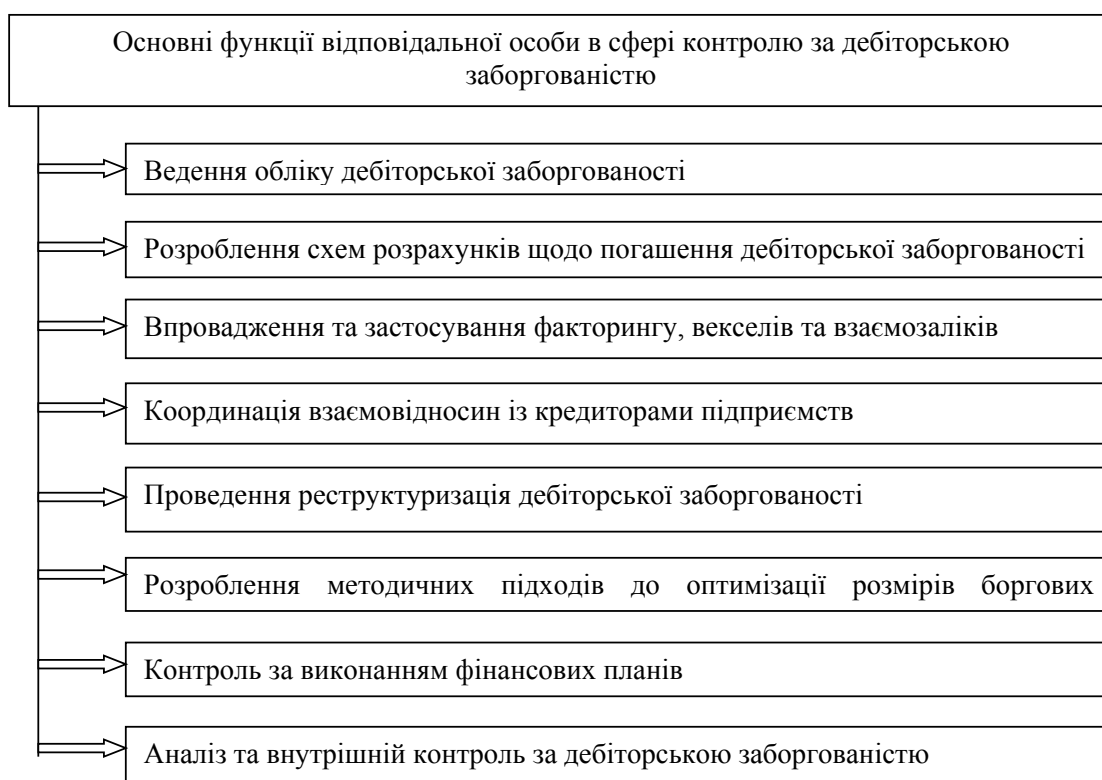 Основні функції відповідальної особи в сфері контролю за дебіторською
заборгованістю
Ведення обліку дебіторської заборгованості
Розроблення схем розрахунків щодо погашення дебіторської заборгованості
Впровадження та застосування факторингу, векселів та взаємозаліків
Координація взаємовідносин із кредиторами підприємств
Проведення реструктуризація дебіторської заборгованості
Розроблення методичних підходів до оптимізації розмірів боргових
Контроль за виконанням фінансових планів
Аналіз та внутрішній контроль за дебіторською заборгованістю